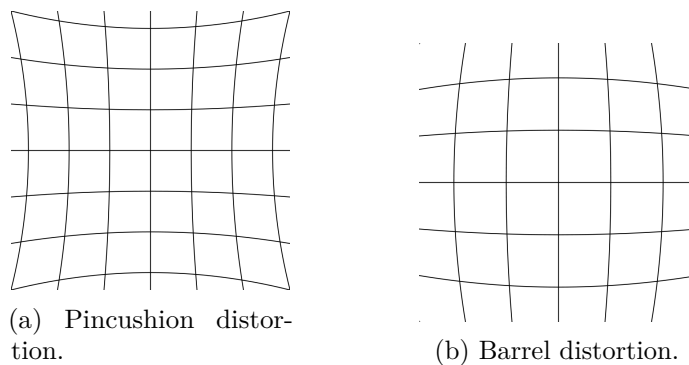 (a) Pincushion distor-
tion.
(b) Barrel distortion.